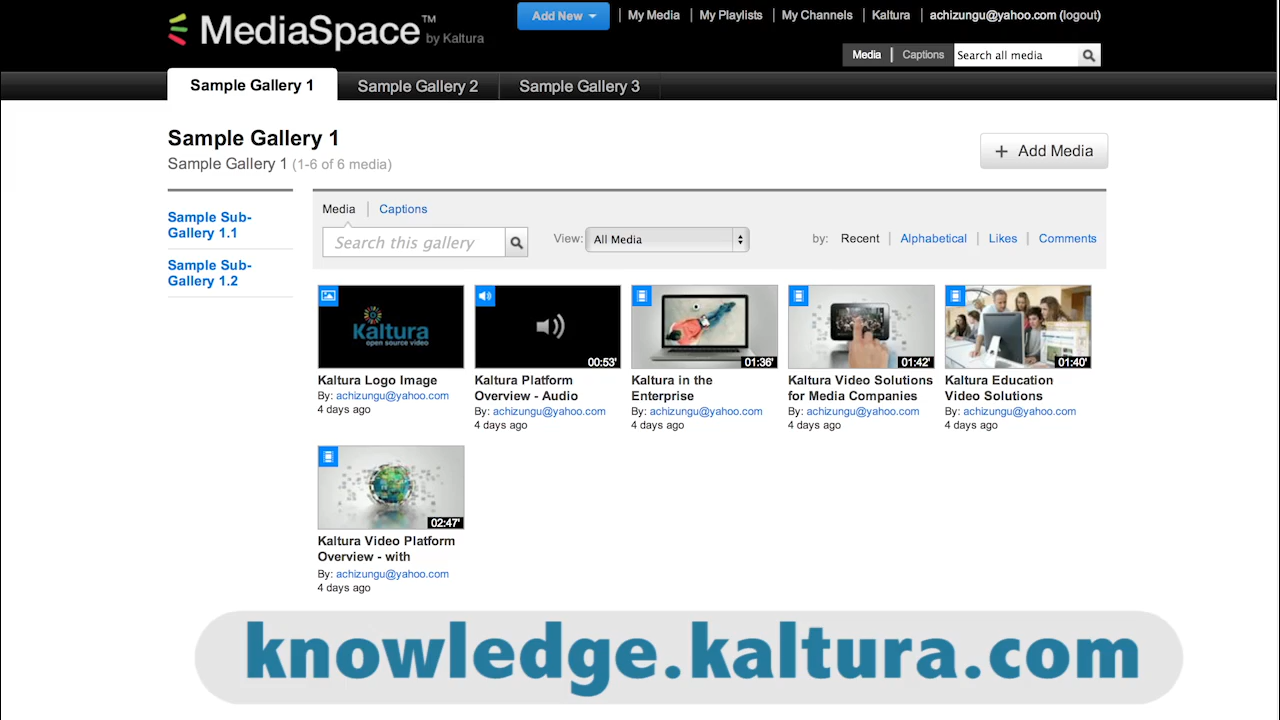 MediaSpace™ by Kaltura
Add New
My Media
My Playlists
My Channels
Kaltura
achizungu@yahoo.com (logout)
Media
Captions
Search all media
Sample Gallery 1
Sample Gallery 2
Sample Gallery 3
Sample Gallery 1
Sample Gallery 1 (1-6 of 6 media)
+ Add Media
Sample Sub-
Gallery 1.1
Sample Sub-
Gallery 1.2
Media
Captions
Search this gallery
View: All Media
by: Recent
Alphabetical
Likes
Comments
Kaltura
open source video
Kaltura Logo Image
By: achizungu@yahoo.com
4 days ago
00:53'
Kaltura Platform
Overview - Audio
By: achizungu@yahoo.com
4 days ago
01:36'
Kaltura in the
Enterprise
By: achizungu@yahoo.com
4 days ago
01:42'
Kaltura Video Solutions
for Media Companies
By: achizungu@yahoo.com
4 days ago
01:40'
Kaltura Education
Video Solutions
By: achizungu@yahoo.com
4 days ago
02:47'
Kaltura Video Platform
Overview - with
By: achizungu@yahoo.com
4 days ago
knowledge.kaltura.com